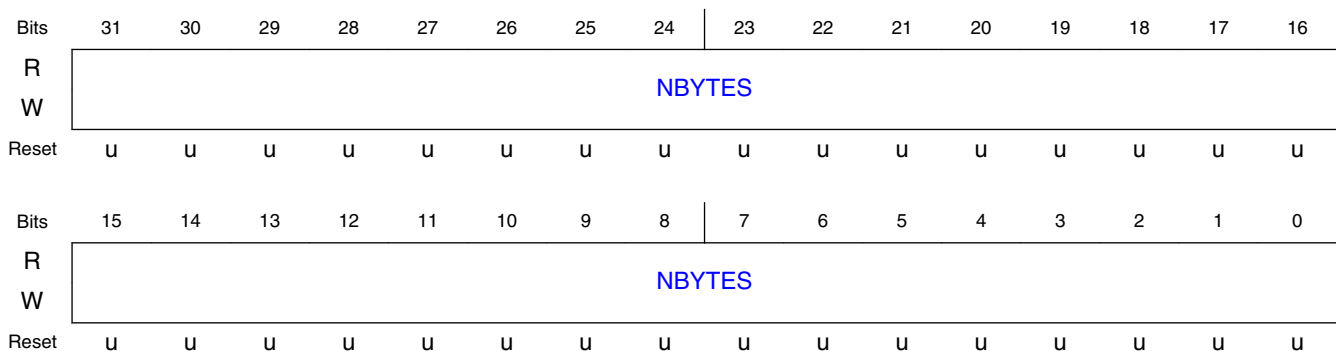 Bits 31 30 29 28 27 26 25 24 23 22 21 20 19 18 17 16
R
NBYTES
W
Reset u u u u u u u u u u u u u u u u
Bits 15 14 13 12 11 10 9 8 7 6 5 4 3 2 1 0
R
NBYTES
W
Reset u u u u u u u u u u u u u u u u